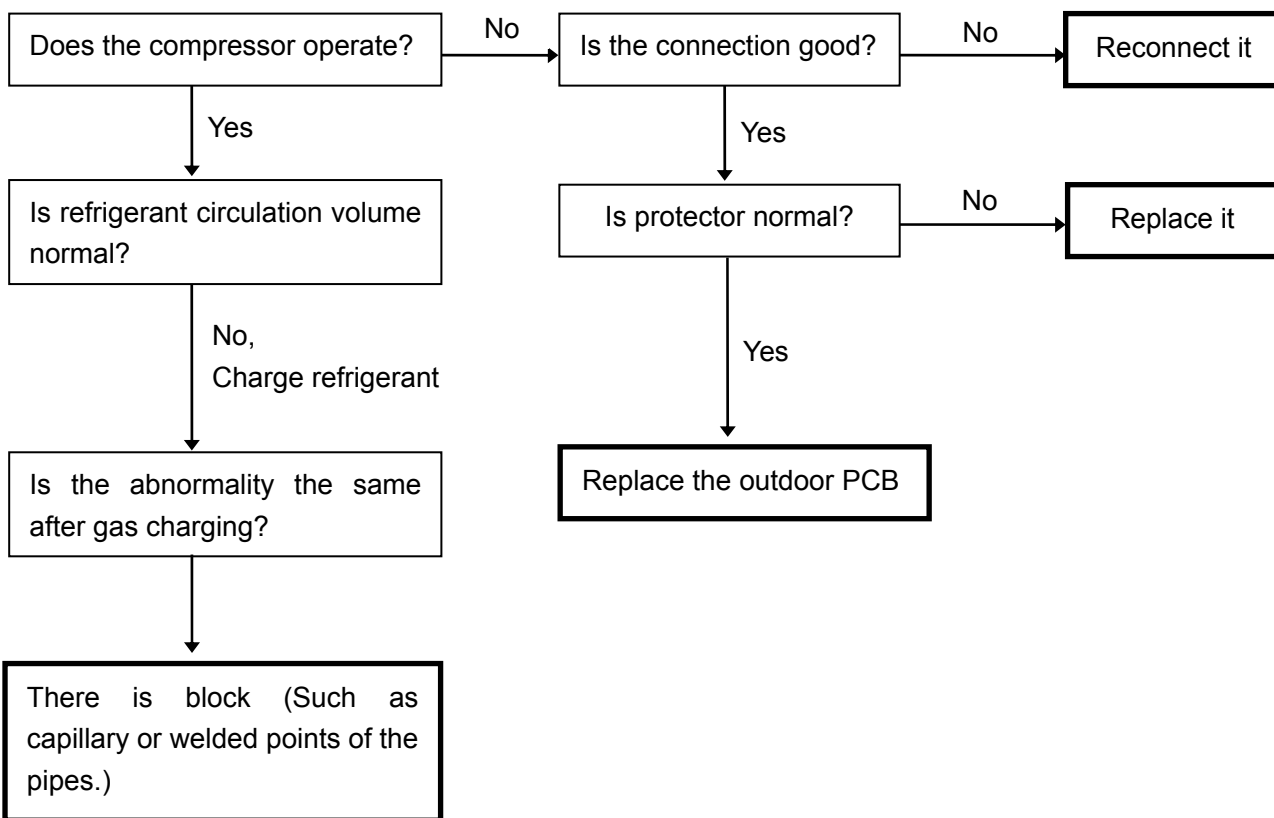 Does the compressor operate?
No
Is the connection good?
No
Reconnect it
Yes
Yes
Is refrigerant circulation volume
normal?
Is protector normal?
No
Replace it
No,
Charge refrigerant
Yes
Is the abnormality the same
after gas charging?
Replace the outdoor PCB
There is block (Such as
capillary or welded points of the
pipes.)